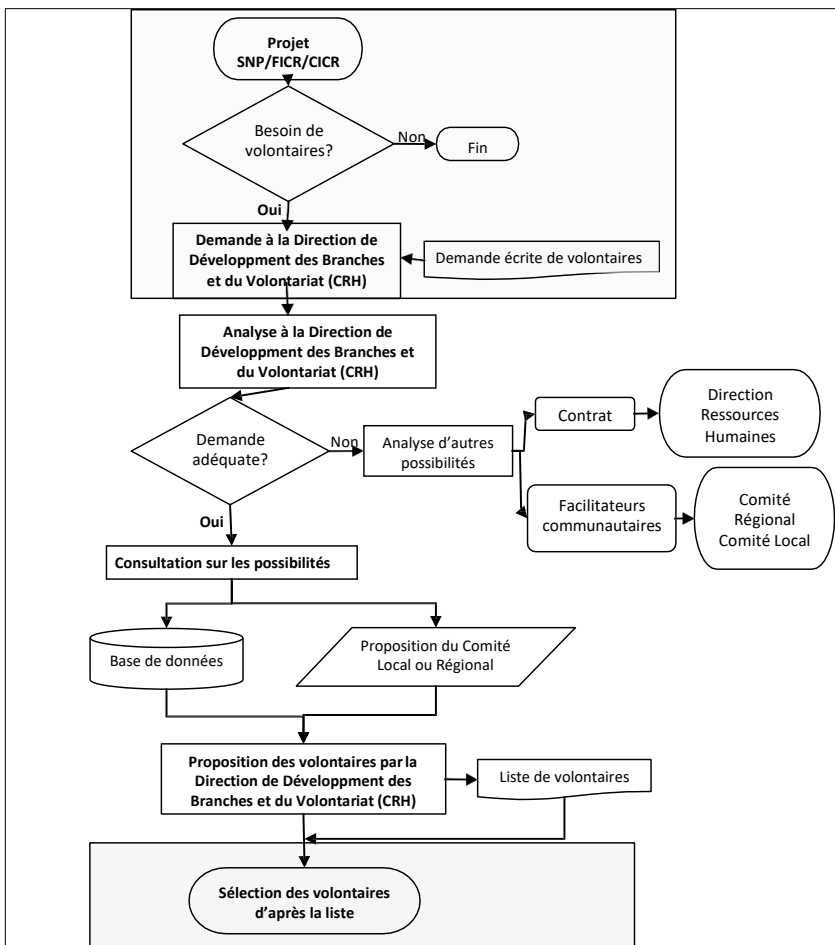 Projet
SNP/FICR/CICR
Besoin de
volontaires?
Non
Fin
Oui
Demande à la Direction de
Dévéloppment des Branches
et du Volontariat (CRH)
Demande écrite de volontaires
Analyse à la Direction de
Dévéloppment des Branches et
du Volontariat (CRH)
Demande
adéquate?
Non
Analyse d’autres
possibilités
Contrat
Direction
Ressources
Humaines
Facilitateurs
communautaires
Comité
Régional
Comité Local
Oui
Consultation sur les possibilités
Base de données
Proposition du Comité
Local ou Régional
Proposition des volontaires par la
Direction de Dévéloppment des
Branches et du Volontariat (CRH)
Liste de volontaires
Sélection des volontaires
d’après la liste